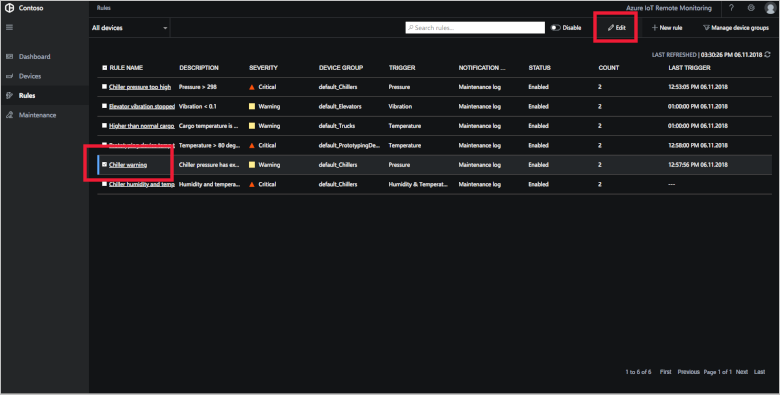 Contoso
Rules
Azure IoT Remote Monitoring
?
All devices
Search rules...
Disable
Edit
+ New rule
Manage device groups
LAST REFRESHED | 03:30:26 PM 06.11.2018
Dashboard
Devices
Rules
Maintenance
RULE NAME DESCRIPTION SEVERITY DEVICE GROUP TRIGGER NOTIFICATION ... STATUS COUNT LAST TRIGGER
Chiller pressure too high Pressure > 298 Critical default_Chillers Pressure Maintenance log Enabled 2 12:53:05 PM 06.11.2018
Elevator vibration stopped Vibration < 0.1 Warning default_Elevators Vibration Maintenance log Enabled 2 01:00:00 PM 06.11.2018
Higher than normal cargo Cargo temperature is ... Warning default_Trucks Temperature Maintenance log Enabled 2 01:00:00 PM 06.11.2018
Prototyping device temp t Temperature > 80 deg... Critical default_PrototypingDe... Temperature Maintenance log Enabled 2 12:58:00 PM 06.11.2018
Chiller warning Chiller pressure has ex... Warning default_Chillers Pressure Maintenance log Enabled 2 12:57:56 PM 06.11.2018
Chiller humidity and temp Humidity and tempera... Critical default_Chillers Humidity & Temperat... Maintenance log Enabled 2 ---
1 to 6 of 6 First Previous Page 1 of 1 Next Last